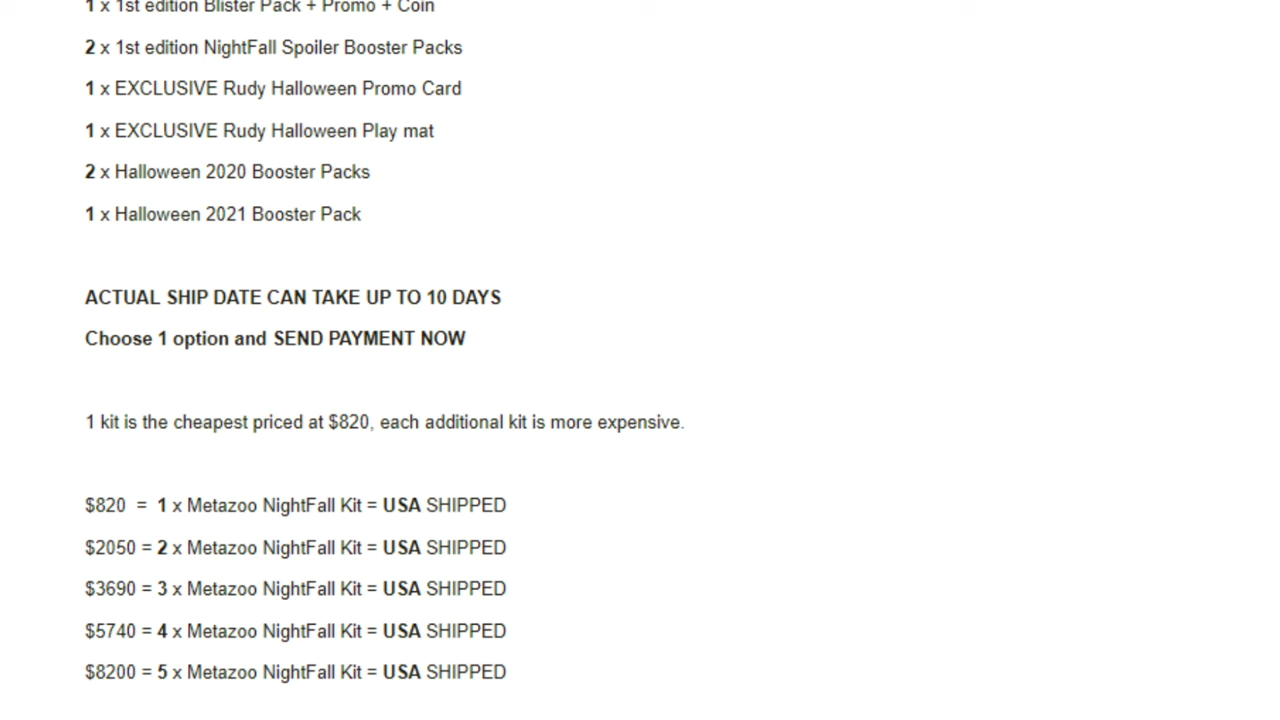 1 x 1st edition Blister Pack + Promo + Coin
2 x 1st edition NightFall Spoiler Booster Packs
1 x EXCLUSIVE Rudy Halloween Promo Card
1 x EXCLUSIVE Rudy Halloween Play mat
2 x Halloween 2020 Booster Packs
1 x Halloween 2021 Booster Pack
ACTUAL SHIP DATE CAN TAKE UP TO 10 DAYS
Choose 1 option and SEND PAYMENT NOW
1 kit is the cheapest priced at $820, each additional kit is more expensive.
$820 = 1 x Metazoo NightFall Kit = USA SHIPPED
$2050 = 2 x Metazoo NightFall Kit = USA SHIPPED
$3690 = 3 x Metazoo NightFall Kit = USA SHIPPED
$5740 = 4 x Metazoo NightFall Kit = USA SHIPPED
$8200 = 5 x Metazoo NightFall Kit = USA SHIPPED